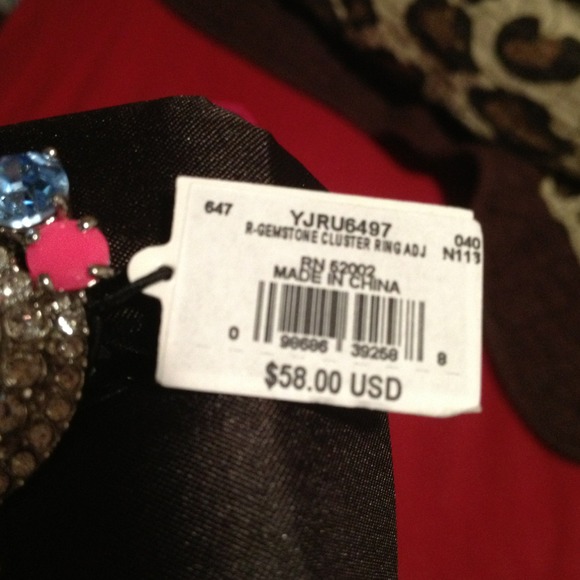 647
YJRU6497
R-GEMSTONE CLUSTER RING ADJ
040
N113
RN 52002
MADE IN CHINA
0 98686 39258 8
$58.00 USD